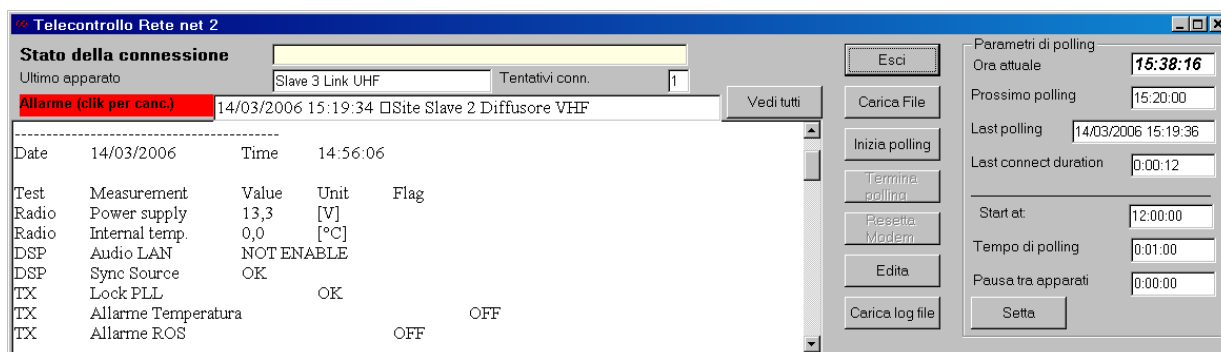 Telecontrollo Rete net 2
Stato della connessione
Ultimo apparato Slave 3 Link UHF Tentativi conn. 1
Allarme (clik per canc.) 14/03/2006 15:19:34 □Site Slave 2 Diffusore VHF Vedi tutti
----------------------------------------
Date 14/03/2006 Time 14:56:06
Test Measurement Value Unit Flag
Radio Power supply 13,3 [V]
Radio Internal temp. 0,0 [°C]
DSP Audio LAN NOT ENABLE
DSP Sync Source OK
TX Lock PLL OK
TX Allarme Temperatura OFF
TX Allarme ROS OFF
Esci
Carica File
Inizia polling
Termina polling
Resetta Modem
Edita
Carica log file
Parametri di polling
Ora attuale 15:38:16
Prossimo polling 15:20:00
Last polling 14/03/2006 15:19:36
Last connect duration 0:00:12
Start at: 12:00:00
Tempo di polling 0:01:00
Pausa tra apparati 0:00:00
Setta